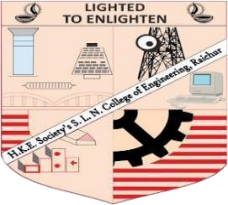 LIGHTED
TO ENLIGHTEN
H.K.E. Society's S. L. N. College of Engineering, Raichur